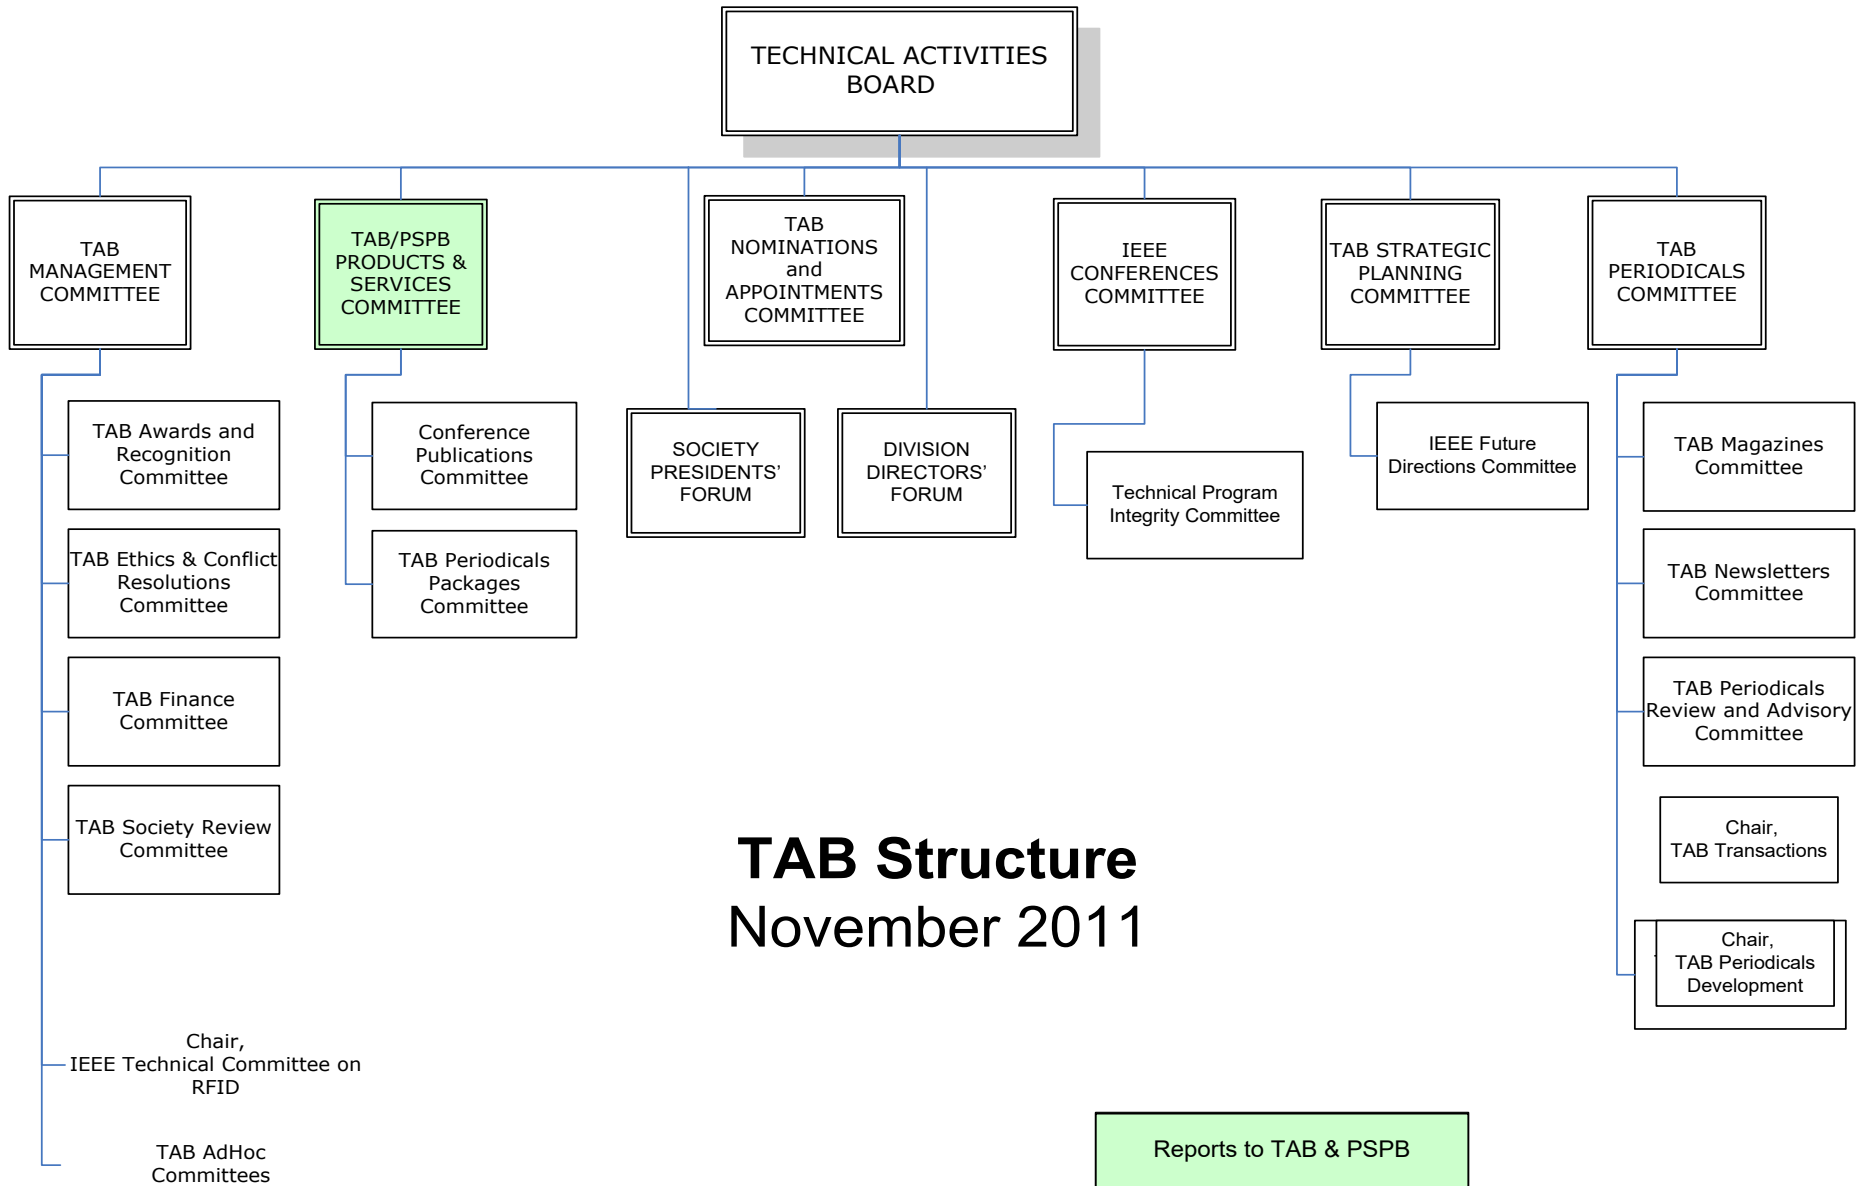 TECHNICAL ACTIVITIES
BOARD
TAB
MANAGEMENT
COMMITTEE
TAB/PSPB
PRODUCTS &
SERVICES
COMMITTEE
TAB
NOMINATIONS
and
APPOINTMENTS
COMMITTEE
IEEE
CONFERENCES
COMMITTEE
TAB STRATEGIC
PLANNING
COMMITTEE
TAB
PERIODICALS
COMMITTEE
TAB Awards and
Recognition
Committee
TAB Ethics & Conflict
Resolutions
Committee
TAB Finance
Committee
TAB Society Review
Committee
Chair,
IEEE Technical Committee on
RFID
TAB AdHoc
Committees
Conference
Publications
Committee
TAB Periodicals
Packages
Committee
SOCIETY
PRESIDENTS’
FORUM
DIVISION
DIRECTORS’
FORUM
Technical Program
Integrity Committee
IEEE Future
Directions Committee
TAB Magazines
Committee
TAB Newsletters
Committee
TAB Periodicals
Review and Advisory
Committee
Chair,
TAB Transactions
Chair,
TAB Periodicals
Development
TAB Structure
November 2011
Reports to TAB & PSPB